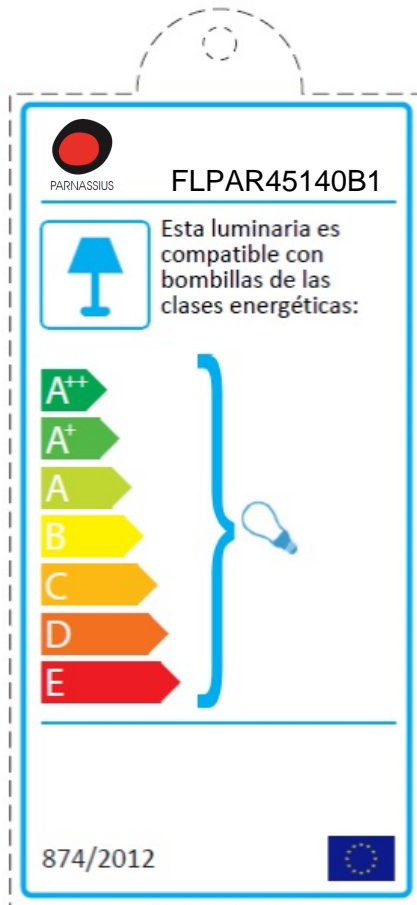 PARNASSIUS
FLPAR45140B1
Esta luminaria es
compatible con
bombillas de las
clases energéticas:
A++
A+
A
B
C
D
E
874/2012